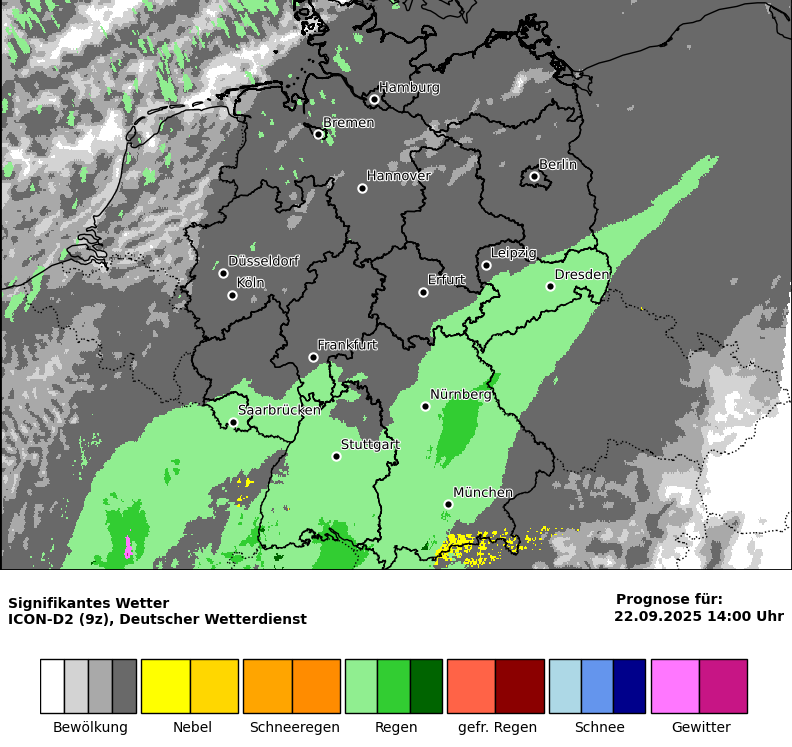 Hamburg
Bremen
Berlin
Hannover
Leipzig
Düsseldorf
Dresden
Köln
Erfurt
Frankfurt
Nürnberg
Saarbrücken
Stuttgart
München
Signifikantes Wetter
ICON-D2 (9z), Deutscher Wetterdienst
Prognose für:
22.09.2025 14:00 Uhr
Bewölkung Nebel Schneeregen Regen gefr. Regen Schnee Gewitter